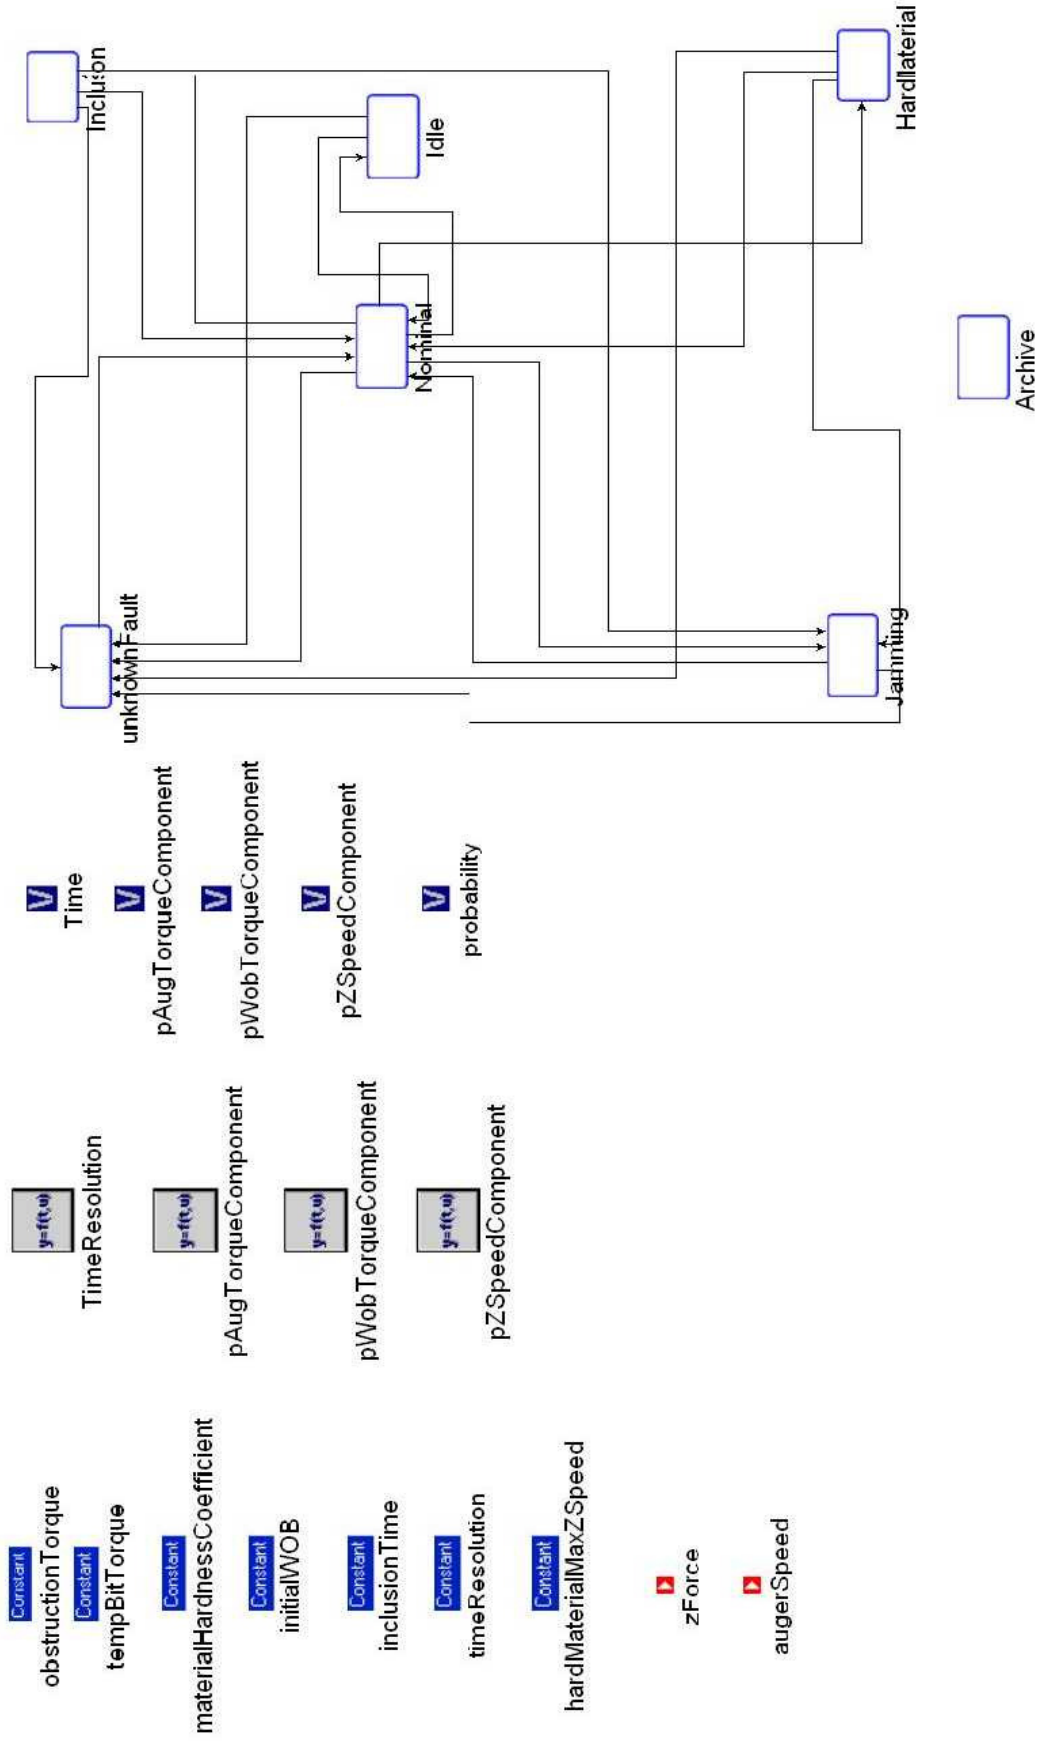 Constant
obstructionTorque
Constant
tempBitTorque
Constant
materialHardnessCoefficient
Constant
initialWOB
Constant
inclusionTime
Constant
timeResolution
Constant
hardMaterialMaxZSpeed
zForce
augerSpeed
y=f(t,u)
TimeResolution
y=f(t,u)
pAugTorqueComponent
y=f(t,u)
pWobTorqueComponent
y=f(t,u)
pZSpeedComponent
V
Time
V
pAugTorqueComponent
V
pWobTorqueComponent
V
pZSpeedComponent
V
probability
Inclusion
unknownFault
Idle
Nominal
Jamming
HardMaterial
Archive